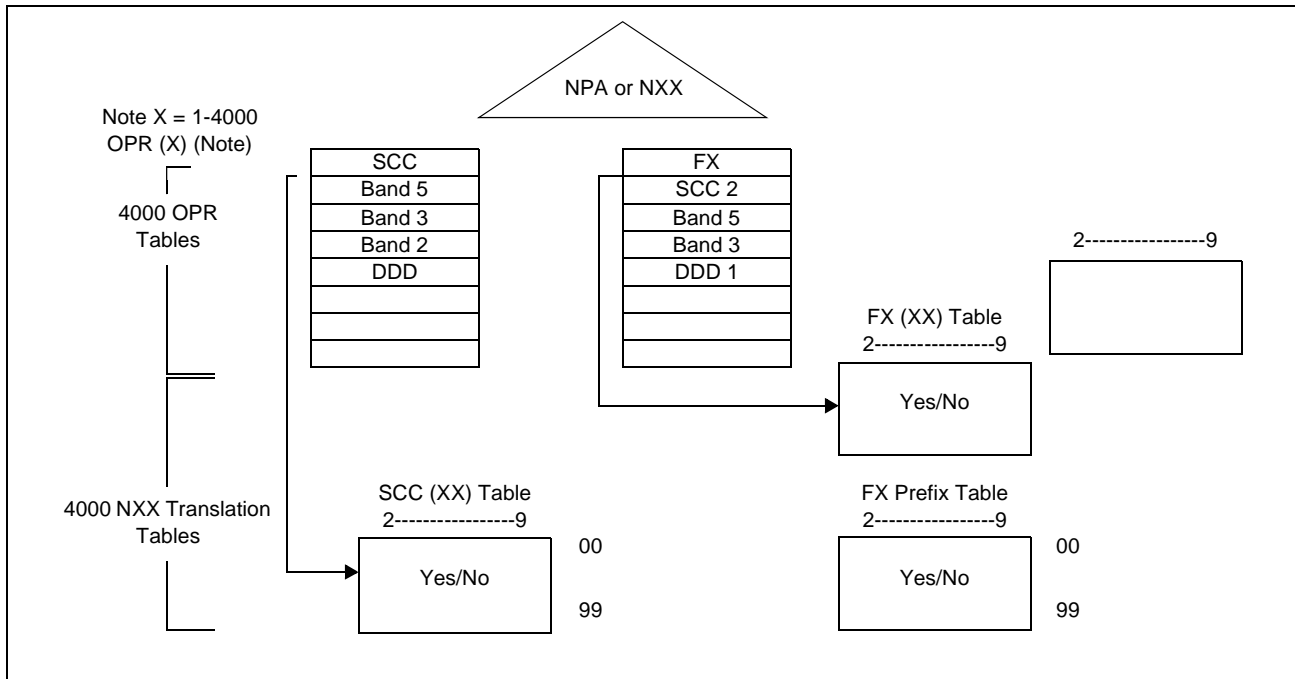 NPA or NXX
Note X = 1-4000
OPR (X) (Note)
4000 OPR
Tables
SCC
Band 5
Band 3
Band 2
DDD
FX
SCC 2
Band 5
Band 3
DDD 1
2-----------------9
FX (XX) Table
2-----------------9
Yes/No
4000 NXX Translation
Tables
SCC (XX) Table
2-----------------9
Yes/No
00
99
FX Prefix Table
2-----------------9
Yes/No
00
99